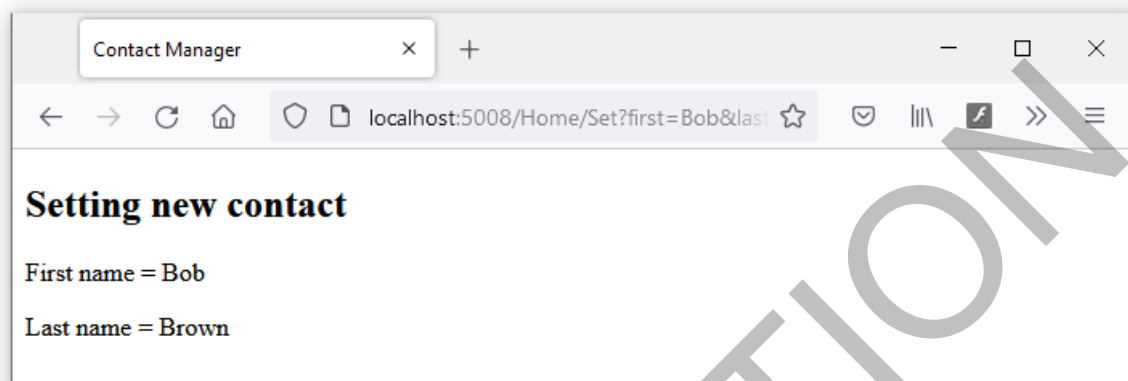 Contact Manager
localhost:5008/Home/Set?first=Bob&last
Setting new contact
First name = Bob
Last name = Brown
TION